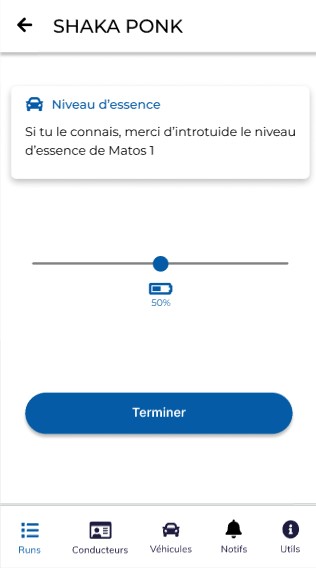 SHAKA PONK
Niveau d'essence
Si tu le connais, merci d'introtuide le niveau
d'essence de Matos 1
50%
Terminer
Runs
Conducteurs
Véhicules
Notifs
Utils